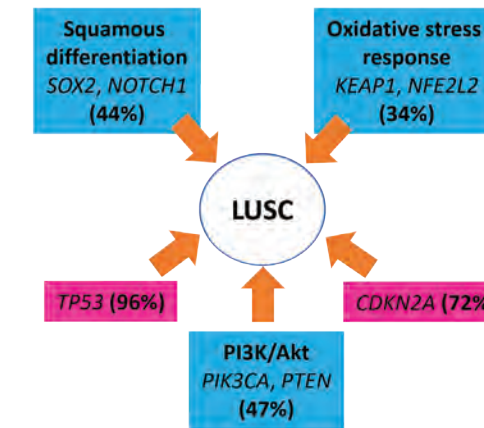 Squamous
differentiation
SOX2, NOTCH1
(44%)
Oxidative stress
response
KEAP1, NFE2L2
(34%)
LUSC
TP53 (96%)
CDKN2A (72%
PI3K/Akt
PIK3CA, PTEN
(47%)